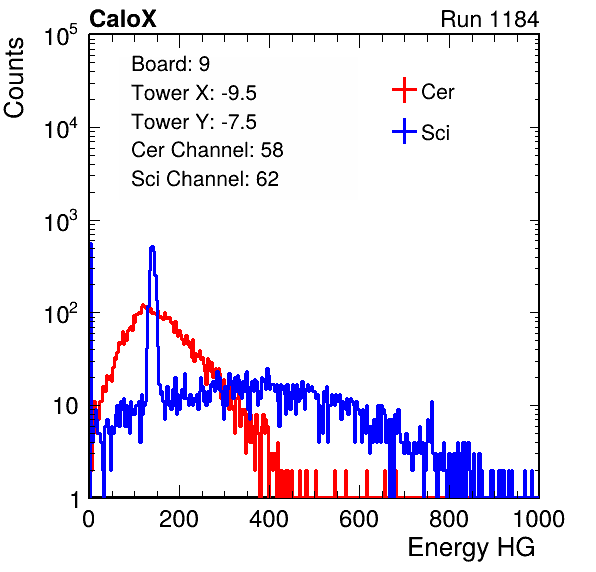 CaloX Run 1184
Board: 9
Tower X: -9.5
Tower Y: -7.5
Cer Channel: 58
Sci Channel: 62
Cer
Sci
Counts
10^5
10^4
10^3
10^2
10
1
0 200 400 600 800 1000
Energy HG